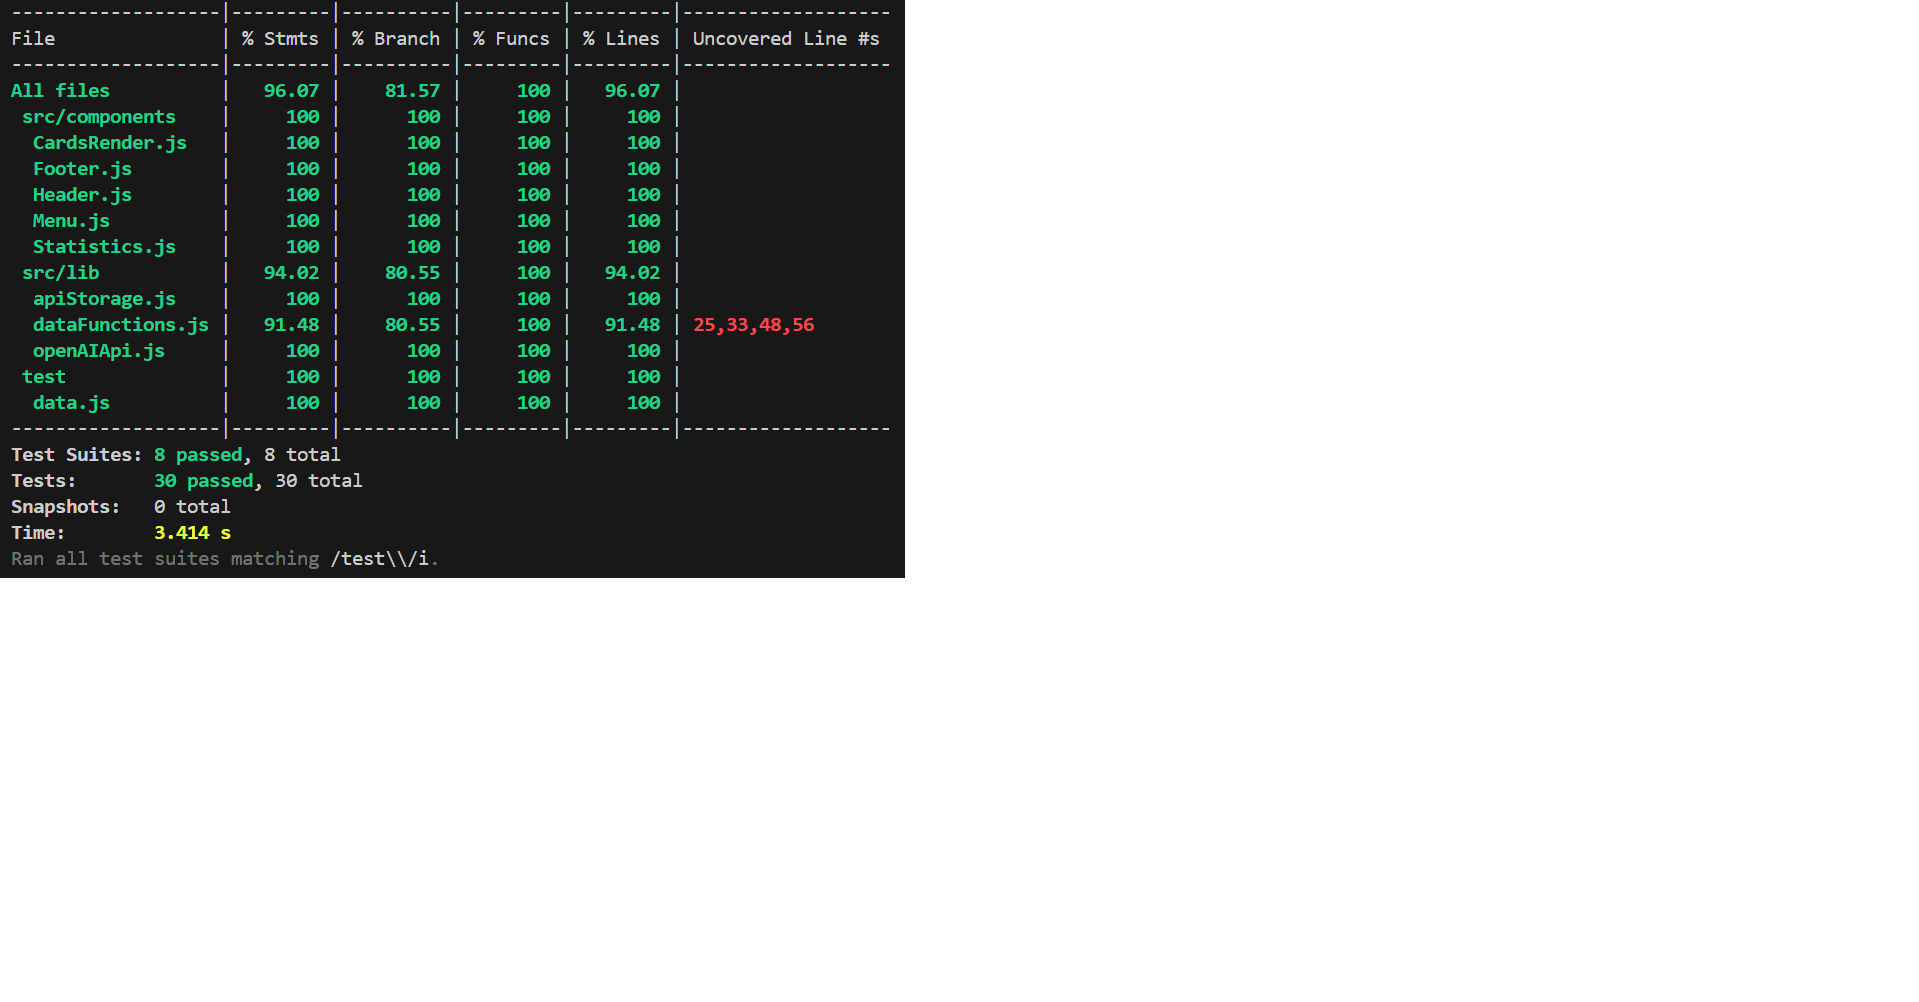 -------------------|---------|----------|---------|---------|-------------------
File               | % Stmts | % Branch | % Funcs | % Lines | Uncovered Line #s
-------------------|---------|----------|---------|---------|-------------------
All files          |   96.07 |    81.57 |     100 |   96.07 |
 src/components    |     100 |      100 |     100 |     100 |
  CardsRender.js   |     100 |      100 |     100 |     100 |
  Footer.js        |     100 |      100 |     100 |     100 |
  Header.js        |     100 |      100 |     100 |     100 |
  Menu.js          |     100 |      100 |     100 |     100 |
  Statistics.js    |     100 |      100 |     100 |     100 |
 src/lib           |   94.02 |    80.55 |     100 |   94.02 |
  apiStorage.js    |     100 |      100 |     100 |     100 |
  dataFunctions.js |   91.48 |    80.55 |     100 |   91.48 | 25,33,48,56
  openAIApi.js     |     100 |      100 |     100 |     100 |
 test              |     100 |      100 |     100 |     100 |
  data.js          |     100 |      100 |     100 |     100 |
-------------------|---------|----------|---------|---------|-------------------
Test Suites: 8 passed, 8 total
Tests:       30 passed, 30 total
Snapshots:   0 total
Time:        3.414 s
Ran all test suites matching /test\\/i.